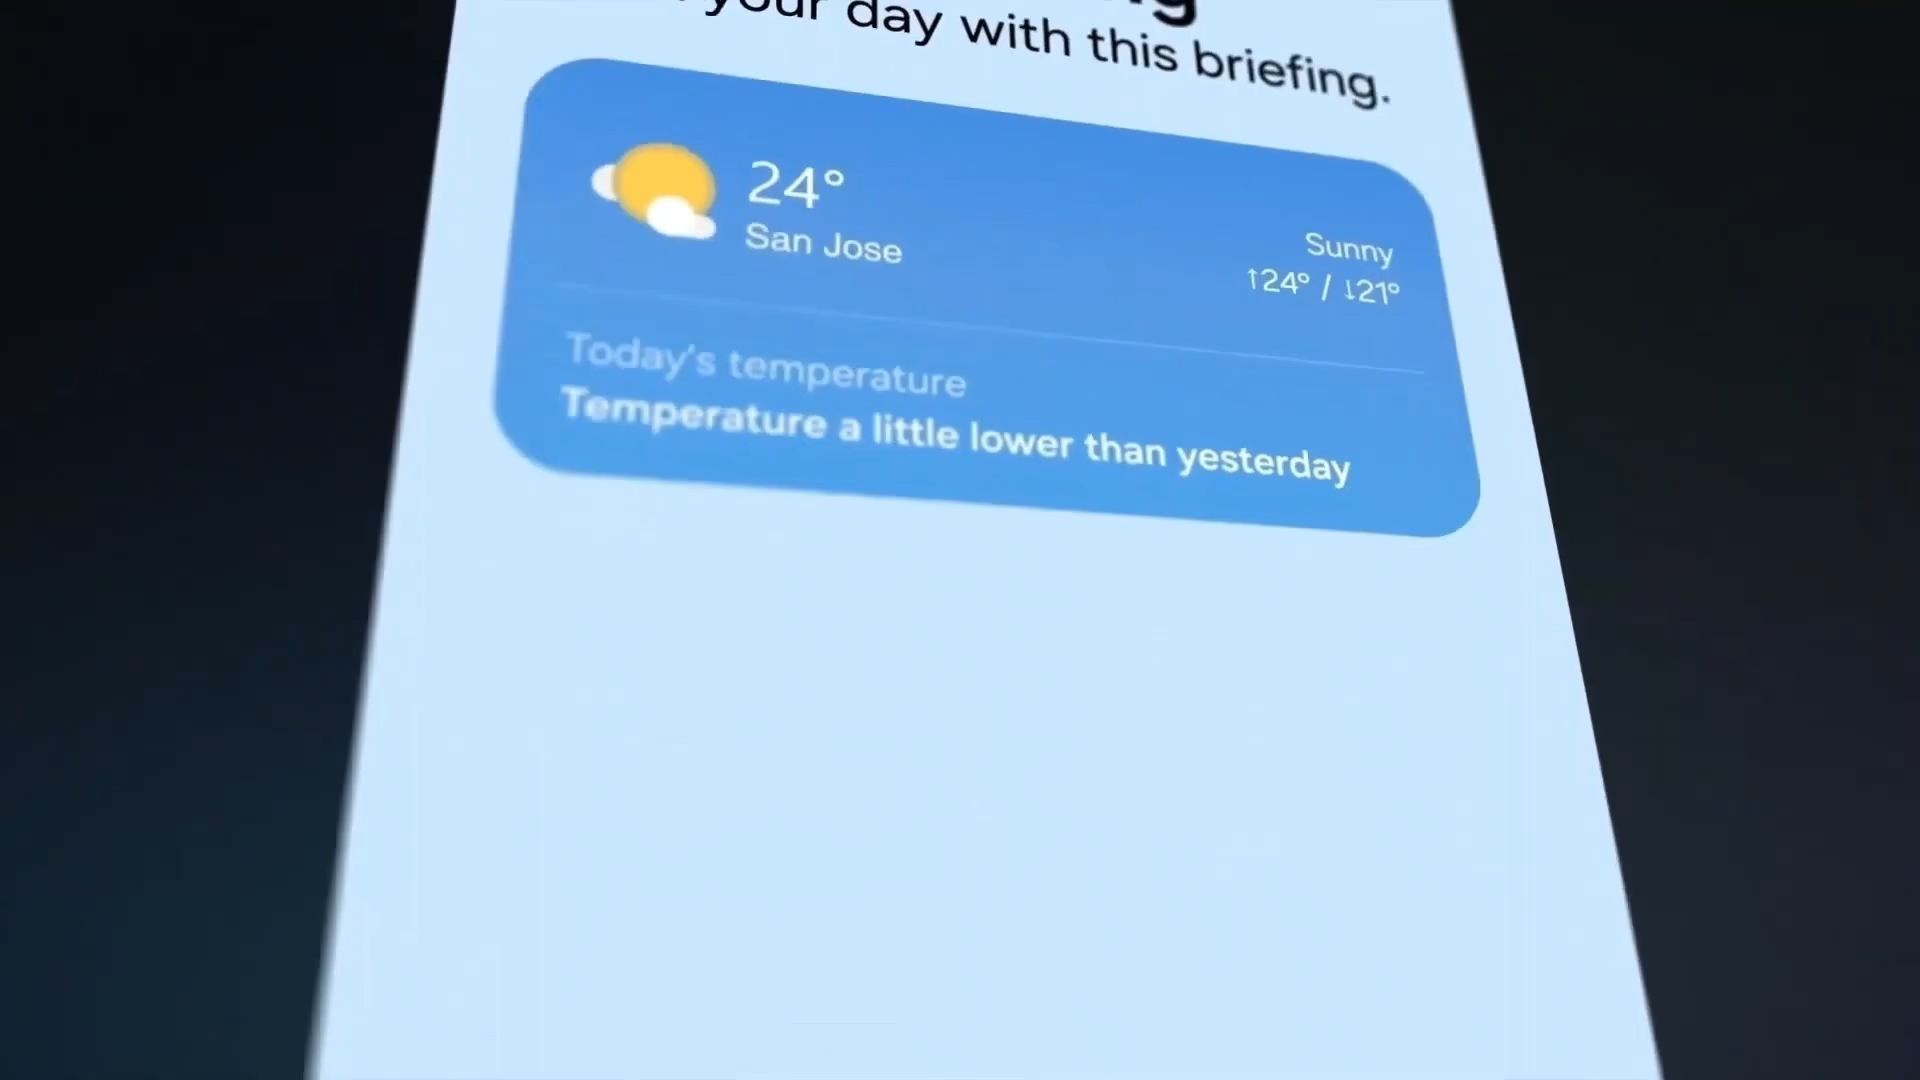 your day with this briefing.
24°
San Jose
Sunny
↑24° / ↓21°
Today's temperature
Temperature a little lower than yesterday